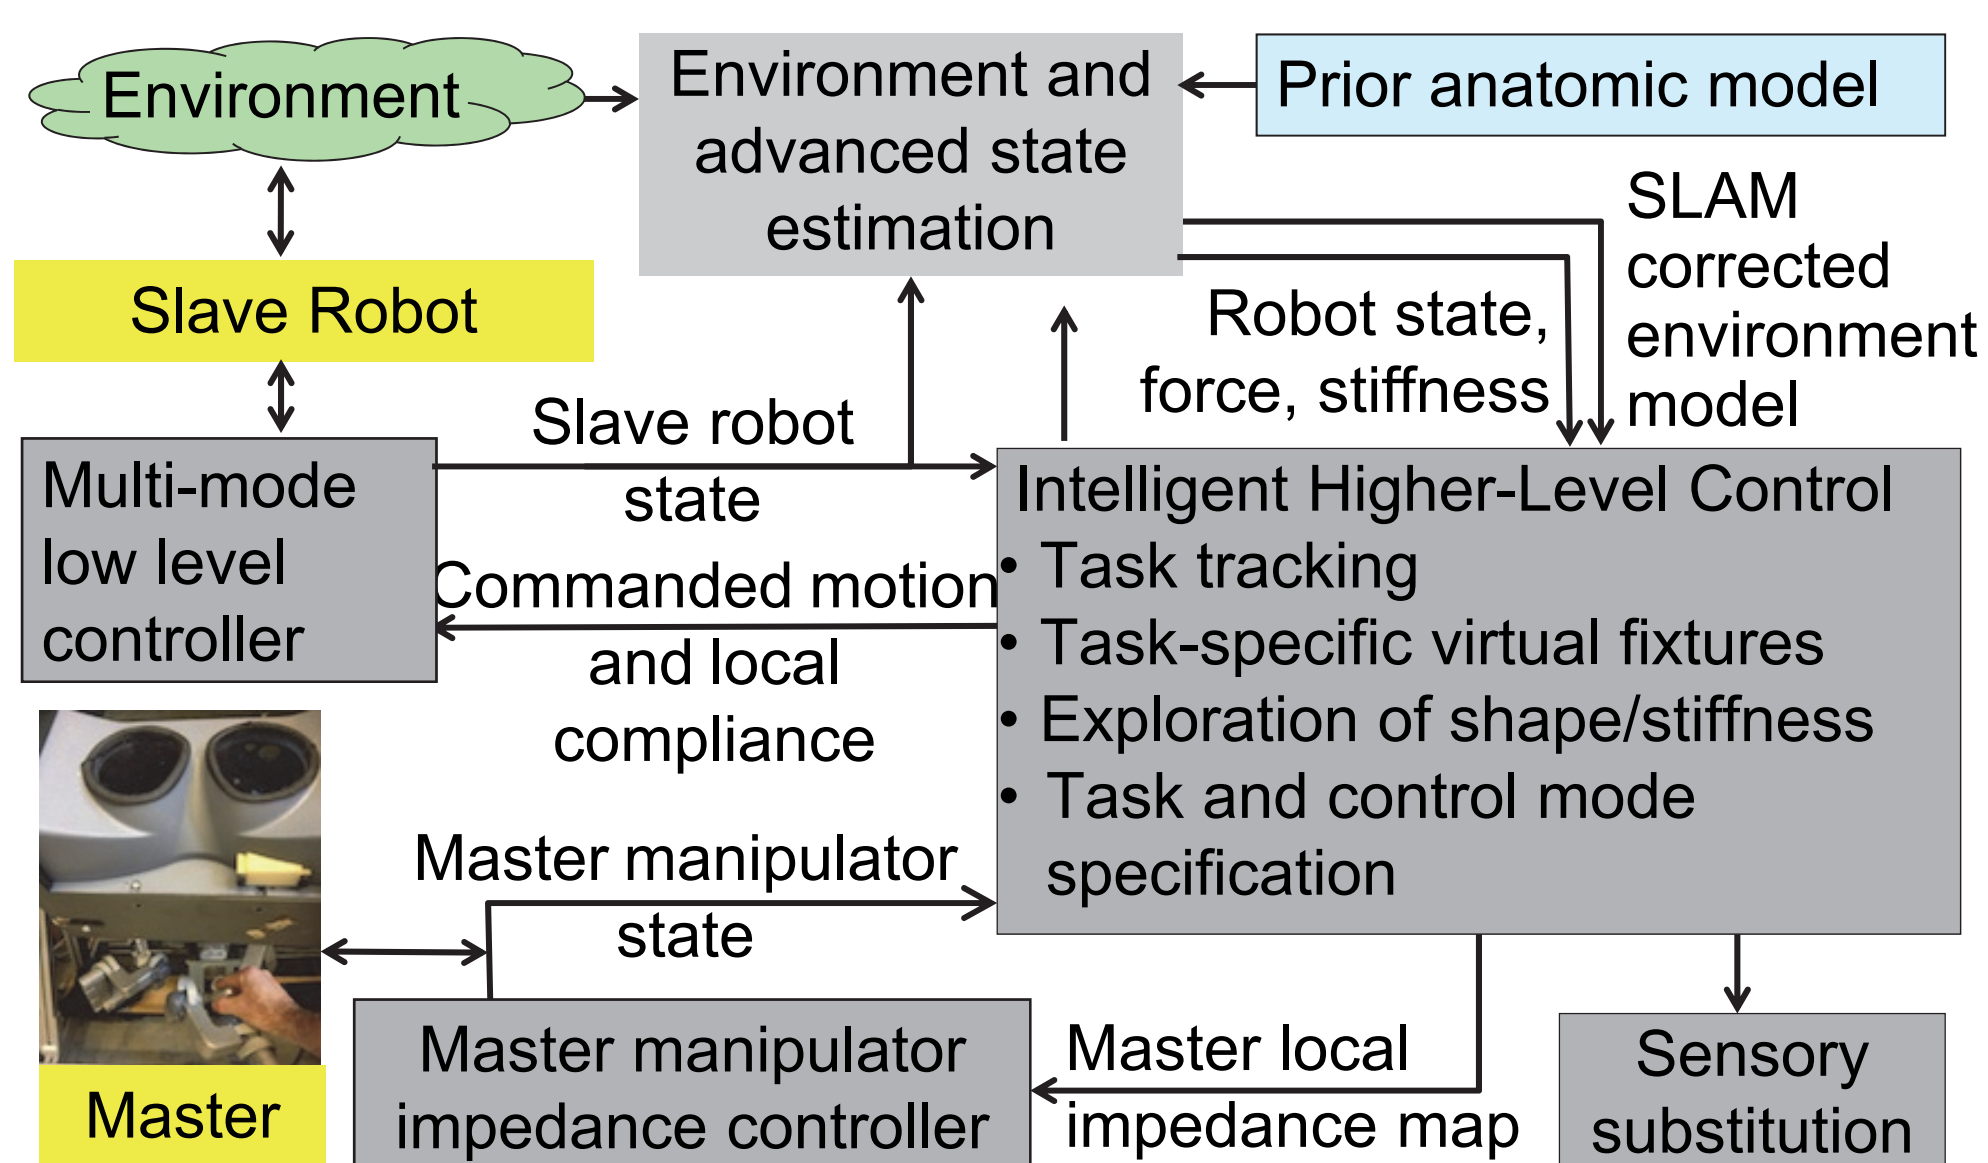 Environment
Environment and
advanced state
estimation
Prior anatomic model
SLAM
corrected
environment
model
Slave Robot
Robot state,
force, stiffness
Slave robot
state
Multi-mode
low level
controller
Commanded motion
and local
compliance
Intelligent Higher-Level Control
• Task tracking
• Task-specific virtual fixtures
• Exploration of shape/stiffness
• Task and control mode
specification
Master manipulator
state
Master
Master manipulator
impedance controller
Master local
impedance map
Sensory
substitution